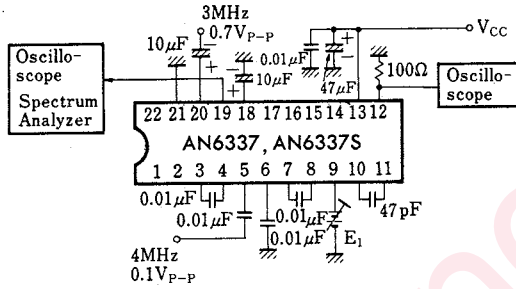 3MHz
0.7VP-P
10μF
0.01μF
47μF
VCC
100Ω
10μF
Oscillo-
scope
Spectrum
Analyzer
Oscillo-
scope
+
−
+
+
−
22 21 20 19 18 17 16 15 14 13 12
AN6337, AN6337S
1 2 3 4 5 6 7 8 9 10 11
0.01μF
0.01μF
0.01μF
0.01μF
E1
47pF
4MHz
0.1VP-P